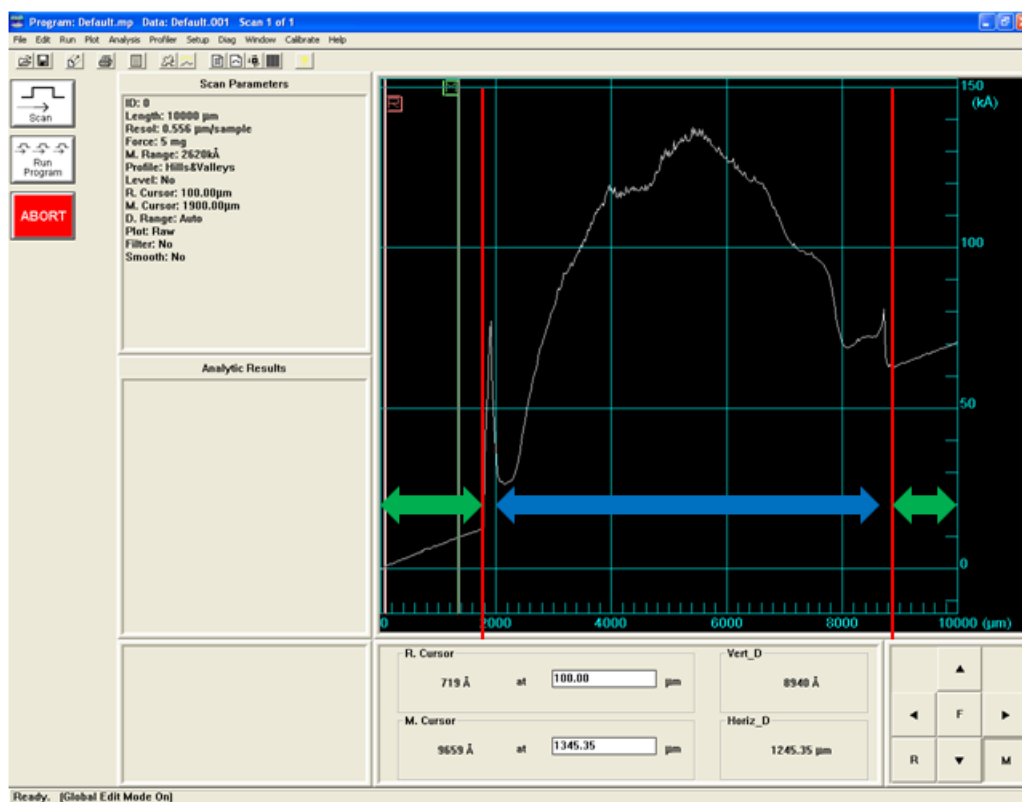 Program: Default.mp Data: Default.001 Scan 1 of 1
File Edit Run Plot Analysis Profiler Setup Diag Window Calibrate Help
Scan
Run
Program
ABORT
Scan Parameters
ID: 0
Length: 10000 µm
Resol: 0.556 µm/sample
Force: 5 mg
M. Range: 2620kÅ
Profile: Hills&Valleys
Level: No
R. Cursor: 100.00µm
M. Cursor: 1900.00µm
D. Range: Auto
Plot: Raw
Filter: No
Smooth: No
Analytic Results
R
M
150
(kÅ)
100
50
0
0 2000 4000 6000 8000 10000 (µm)
R. Cursor
719 Å at 100.00 µm
Vert_D
8940 Å
M. Cursor
9659 Å at 1345.35 µm
Horiz_D
1245.35 µm
F
R M
Ready. [Global Edit Mode On]